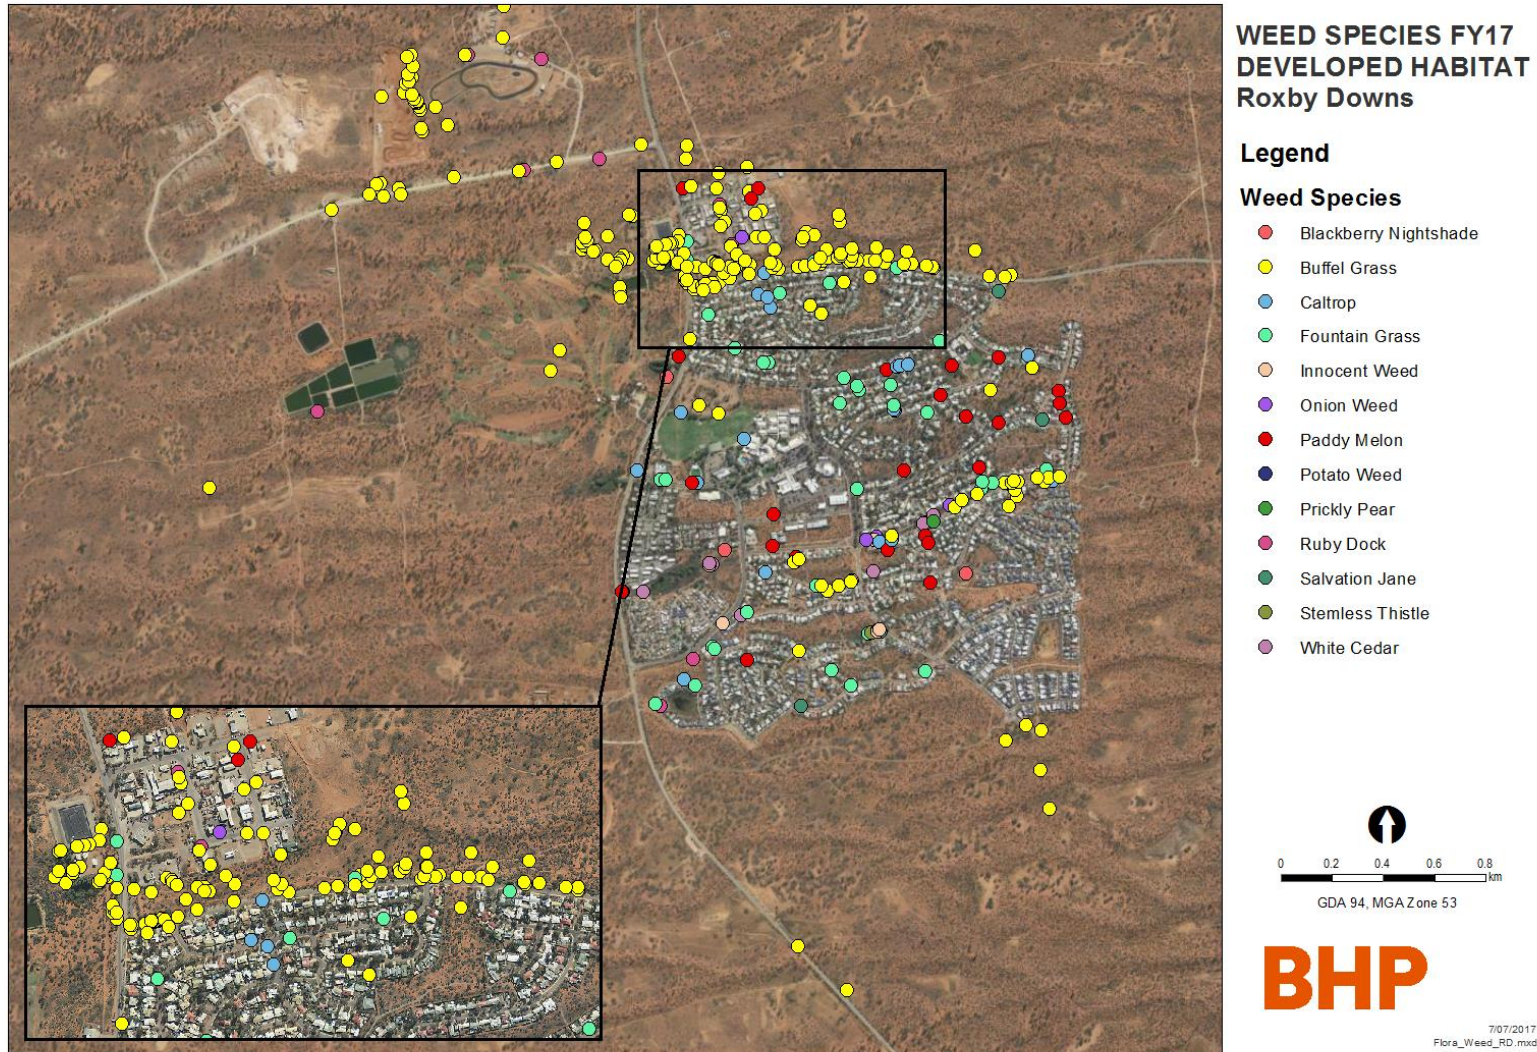 WEED SPECIES FY17
DEVELOPED HABITAT
Roxby Downs
Legend
Weed Species
Blackberry Nightshade
Buffel Grass
Caltrop
Fountain Grass
Innocent Weed
Onion Weed
Paddy Melon
Potato Weed
Prickly Pear
Ruby Dock
Salvation Jane
Stemless Thistle
White Cedar
0 0.2 0.4 0.6 0.8
km
GDA 94, MGA Zone 53
BHP
7/07/2017
Flora_Weed_RD.mxd